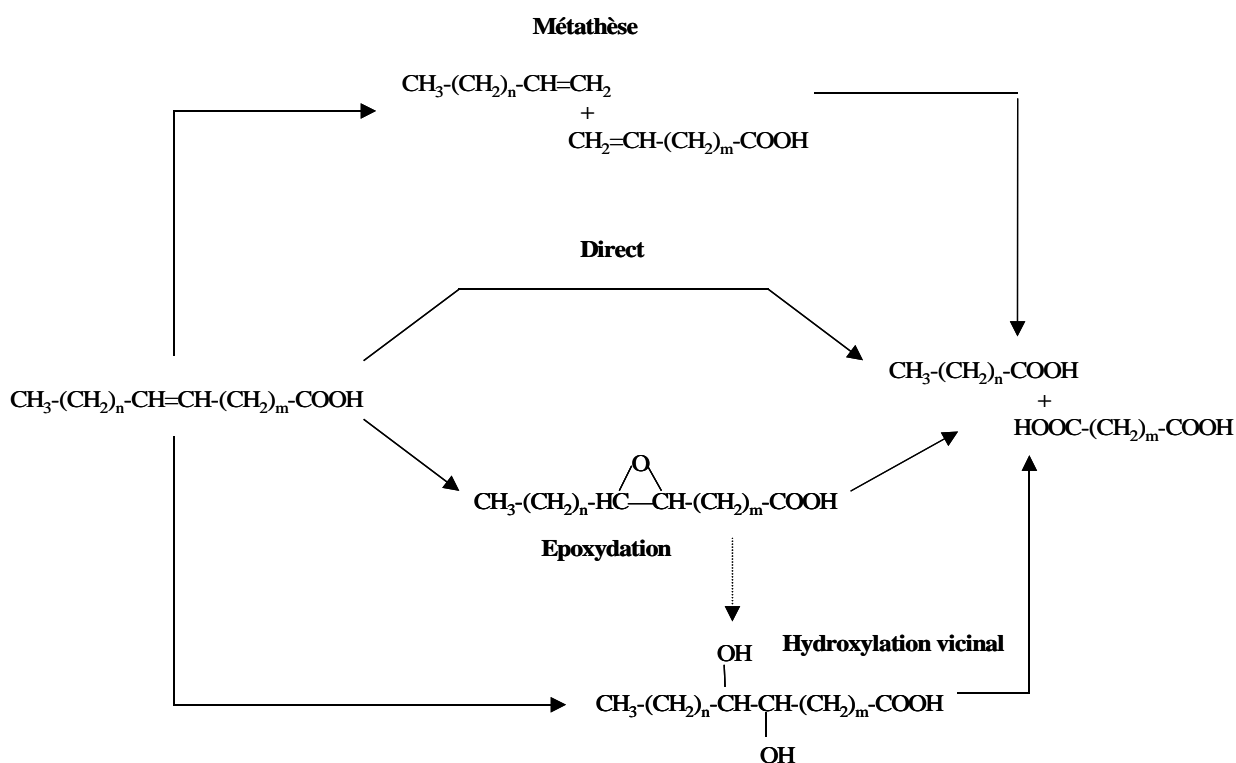 Métathèse
CH₃-(CH₂)ₙ-CH=CH₂
+
CH₂=CH-(CH₂)ₘ-COOH
Direct
CH₃-(CH₂)ₙ-COOH
+
HOOC-(CH₂)ₘ-COOH
CH₃-(CH₂)ₙ-CH=CH-(CH₂)ₘ-COOH
O
CH₃-(CH₂)ₙ-HC—CH-(CH₂)ₘ-COOH
Epoxydation
Hydroxylation vicinal
OH
CH₃-(CH₂)ₙ-CH-CH-(CH₂)ₘ-COOH
OH